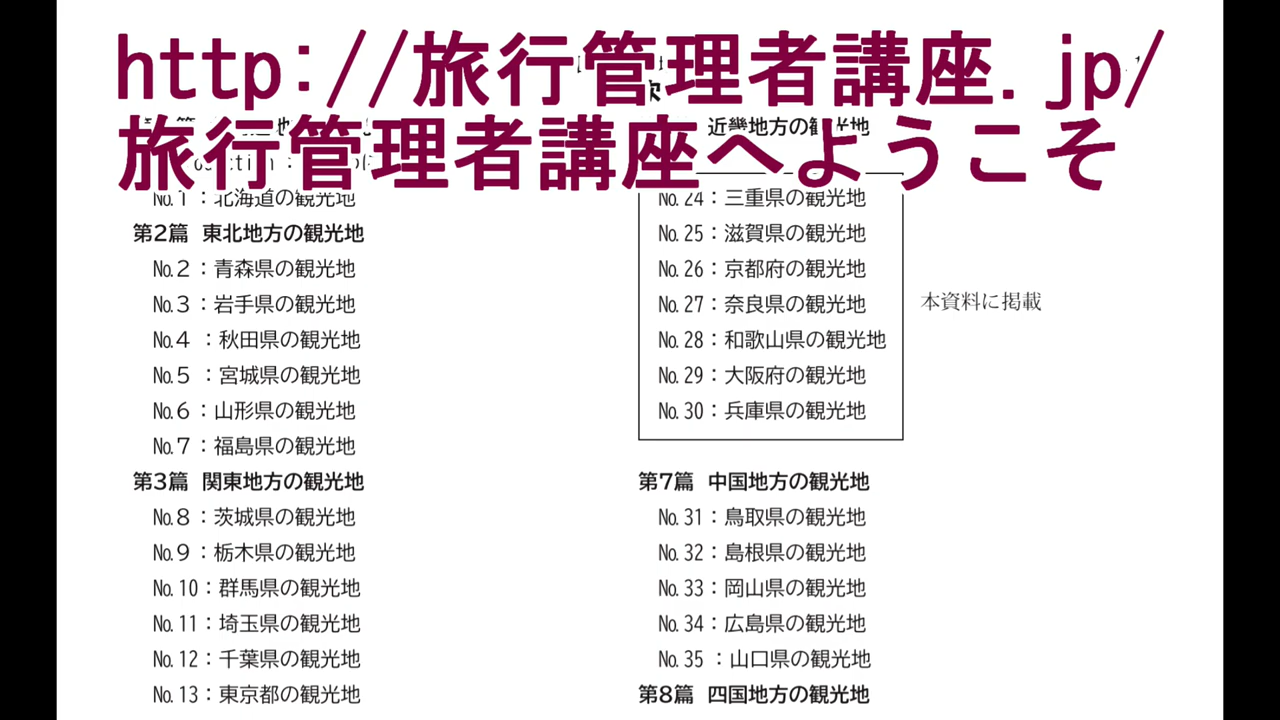 http://旅行管理者講座.jp/
旅行管理者講座へようこそ
No.1：北海道の観光地
第2篇 東北地方の観光地
No.2：青森県の観光地
No.3：岩手県の観光地
No.4：秋田県の観光地
No.5：宮城県の観光地
No.6：山形県の観光地
No.7：福島県の観光地
第3篇 関東地方の観光地
No.8：茨城県の観光地
No.9：栃木県の観光地
No.10：群馬県の観光地
No.11：埼玉県の観光地
No.12：千葉県の観光地
No.13：東京都の観光地
近畿地方の観光地
No.24：三重県の観光地
No.25：滋賀県の観光地
No.26：京都府の観光地
No.27：奈良県の観光地
No.28：和歌山県の観光地
No.29：大阪府の観光地
No.30：兵庫県の観光地
本資料に掲載
第7篇 中国地方の観光地
No.31：鳥取県の観光地
No.32：島根県の観光地
No.33：岡山県の観光地
No.34：広島県の観光地
No.35：山口県の観光地
第8篇 四国地方の観光地